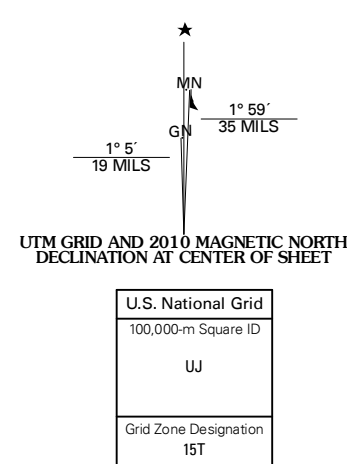 MN
1° 59´
35 MILS
GN
1° 5´
19 MILS
UTM GRID AND 2010 MAGNETIC NORTH
DECLINATION AT CENTER OF SHEET
U.S. National Grid
100,000-m Square ID
UJ
Grid Zone Designation
15T